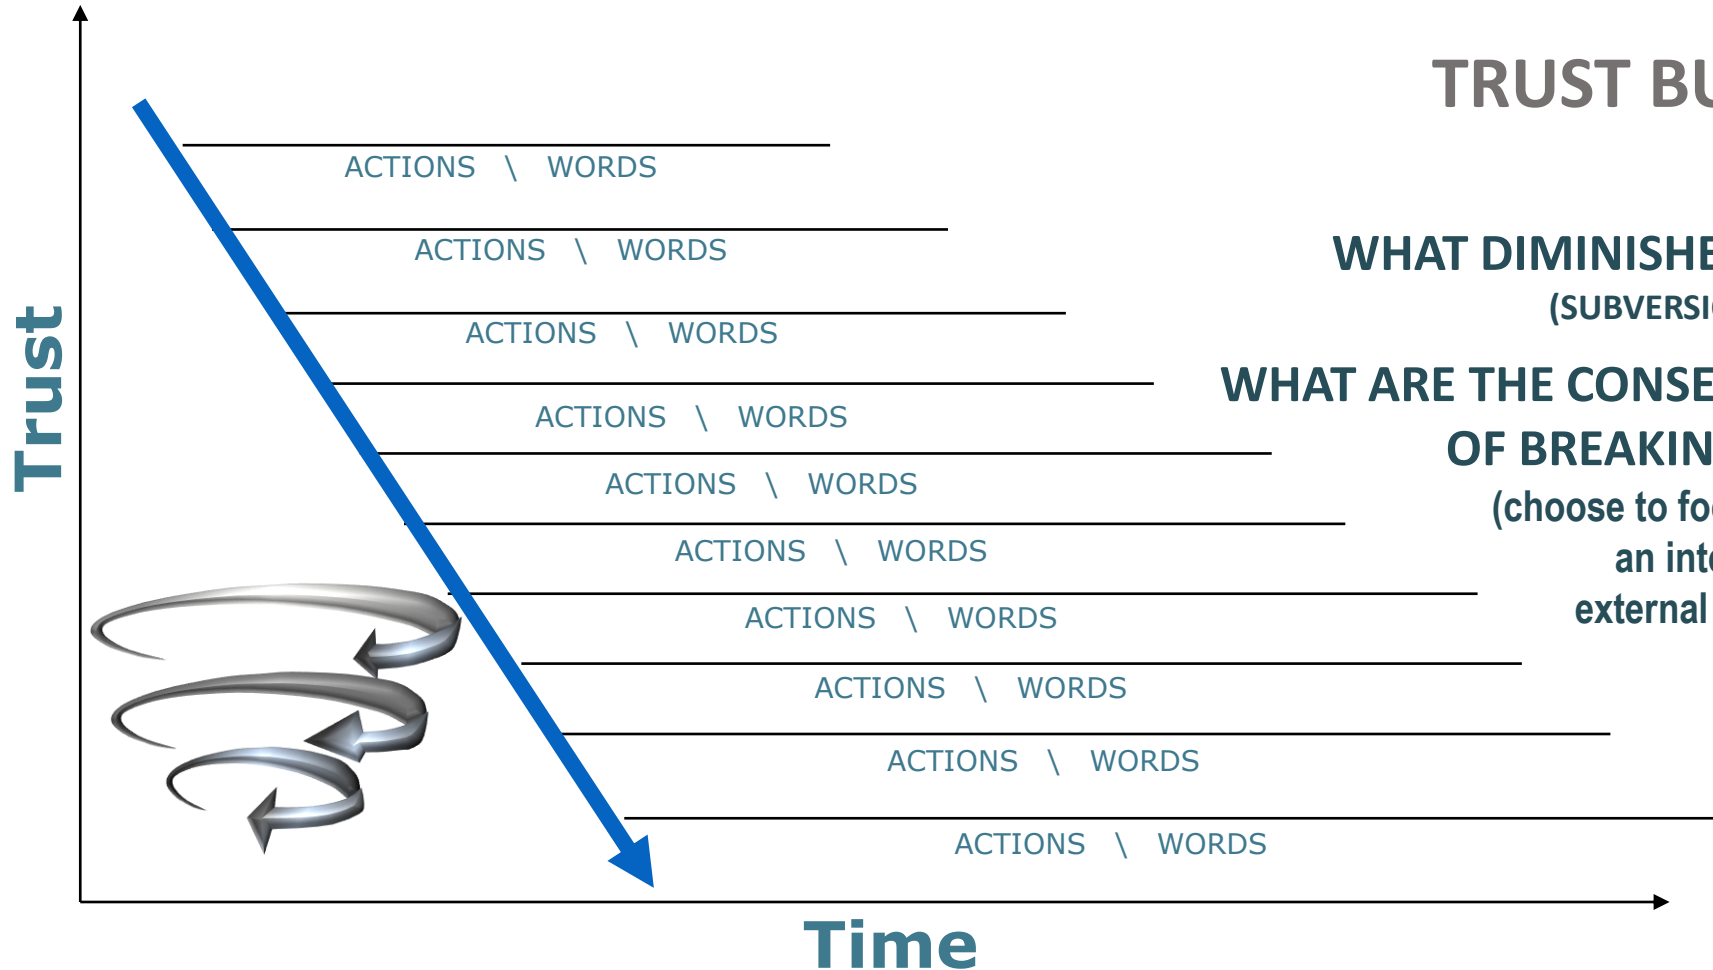 TRUST BU
ACTIONS \ WORDS
ACTIONS \ WORDS
WHAT DIMINISHE
(SUBVERSI
ACTIONS \ WORDS
WHAT ARE THE CONSE
ACTIONS \ WORDS
OF BREAKIN
ACTIONS \ WORDS
(choose to fo
ACTIONS \ WORDS
an int
ACTIONS \ WORDS
external
ACTIONS \ WORDS
ACTIONS \ WORDS
ACTIONS \ WORDS
Trust
Time